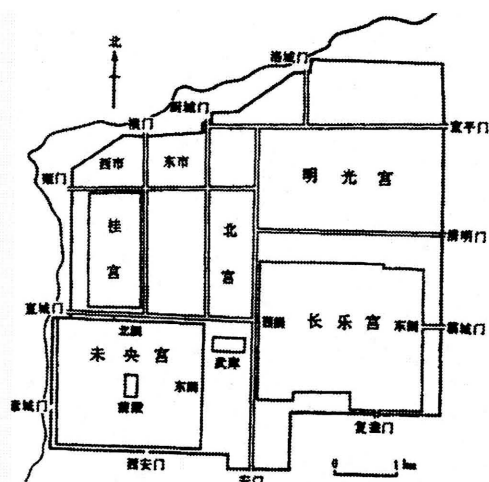 北
洛城门
厨城门
横门
宣平门
西市
东市
雍门
明光宫
桂宫
北宫
清明门
直城门
北阙
西阙
长乐宫
东阙
霸城门
未央宫
武库
东阙
前殿
章城门
复盎门
西安门
安门
0 1 km